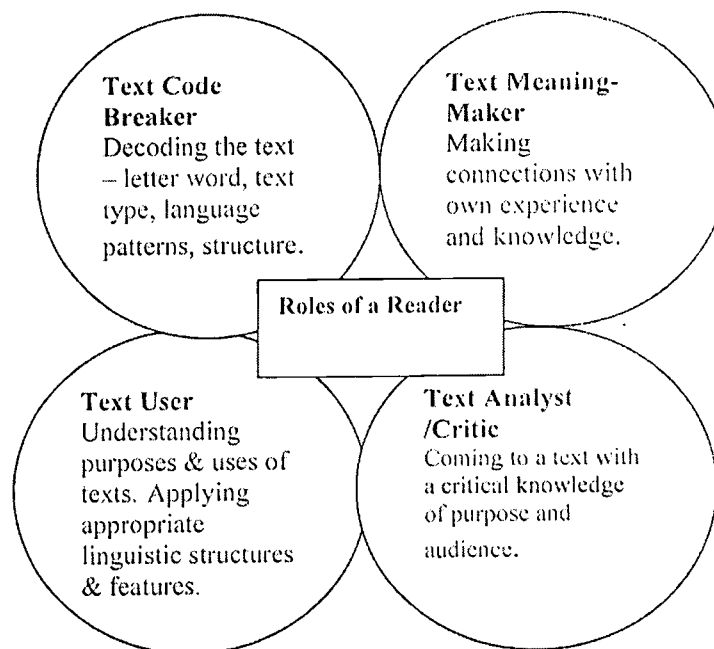 Text Code
Breaker
Decoding the text
– letter word, text
type, language
patterns, structure.
Text Meaning-
Maker
Making
connections with
own experience
and knowledge.
Roles of a Reader
Text User
Understanding
purposes & uses of
texts. Applying
appropriate
linguistic structures
& features.
Text Analyst
/Critic
Coming to a text with
a critical knowledge
of purpose and
audience.